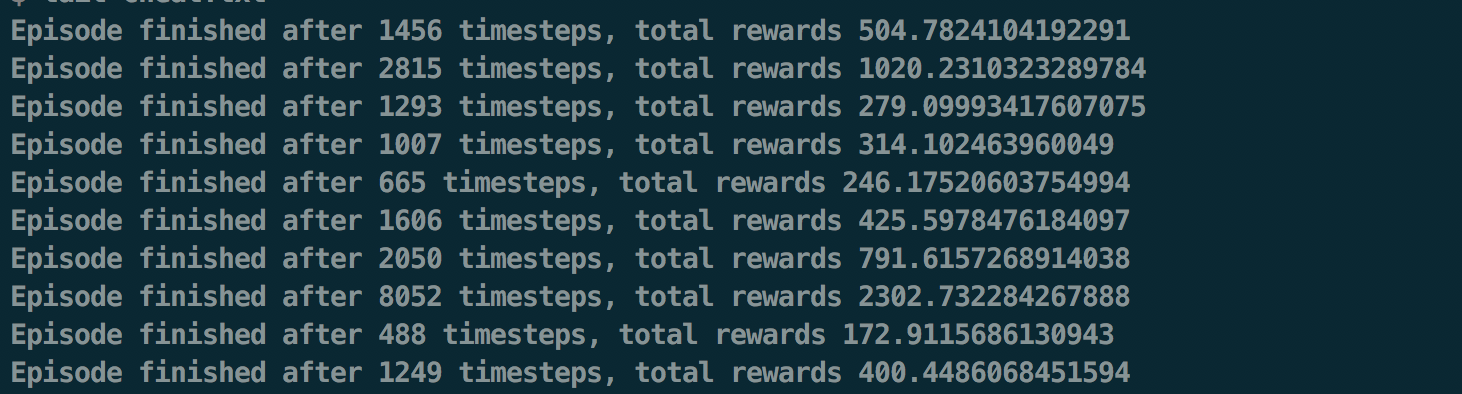 Episode finished after 1456 timesteps, total rewards 504.7824104192291
Episode finished after 2815 timesteps, total rewards 1020.2310323289784
Episode finished after 1293 timesteps, total rewards 279.09993417607075
Episode finished after 1007 timesteps, total rewards 314.102463960049
Episode finished after 665 timesteps, total rewards 246.17520603754994
Episode finished after 1606 timesteps, total rewards 425.5978476184097
Episode finished after 2050 timesteps, total rewards 791.6157268914038
Episode finished after 8052 timesteps, total rewards 2302.732284267888
Episode finished after 488 timesteps, total rewards 172.9115686130943
Episode finished after 1249 timesteps, total rewards 400.4486068451594